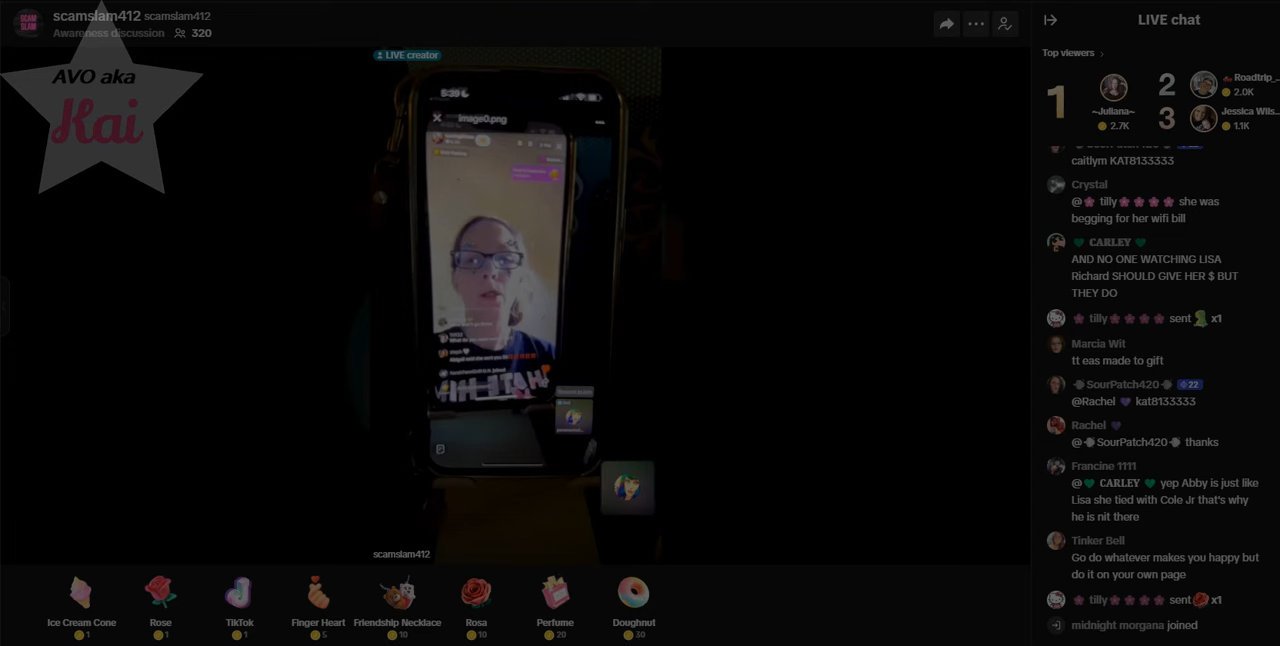 scamslam412 scamslam412
Awareness discussion 320
SCAM
SLAM
AVO aka
Kai
LIVE creator
5:39
image0.png
scamslam412
Ice Cream Cone
1
Rose
1
TikTok
1
Finger Heart
5
Friendship Necklace
10
Rosa
10
Perfume
20
Doughnut
30
LIVE chat
Top viewers
1
~Juliana~
2.7K
2
Roadtrip_...
2.0K
3
Jessica Wils...
1.1K
caitlym KAT8133333
Crystal
@🌸 tilly🌸🌸🌸🌸 she was
begging for her wifi bill
💚 CARLEY 💚
AND NO ONE WATCHING LISA
Richard SHOULD GIVE HER $ BUT
THEY DO
🌸 tilly🌸🌸🌸🌸 sent x1
Marcia Wit
tt eas made to gift
SourPatch420 22
@Rachel 💜 kat8133333
Rachel 💜
@SourPatch420 thanks
Francine 1111
@💚 CARLEY 💚 yep Abby is just like
Lisa she tied with Cole Jr that's why
he is nit there
Tinker Bell
Go do whatever makes you happy but
do it on your own page
🌸 tilly🌸🌸🌸🌸 sent x1
midnight morgana joined